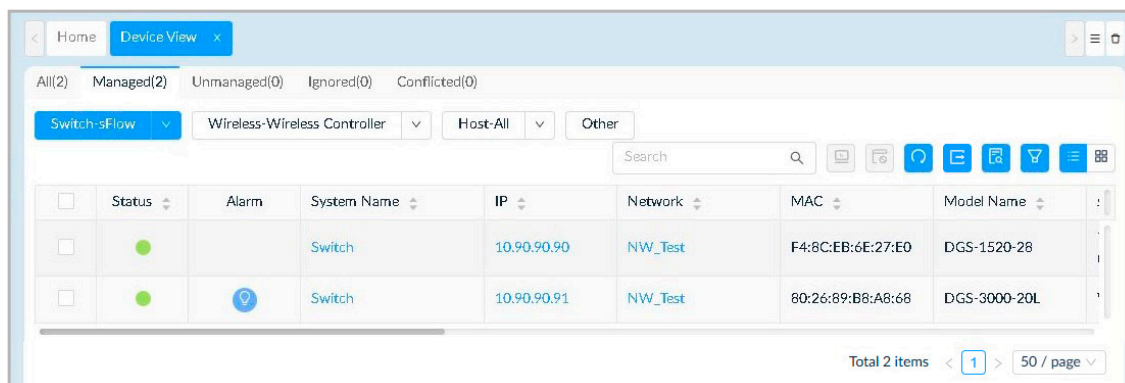 Home Device View x
All(2) Managed(2) Unmanaged(0) Ignored(0) Conflicted(0)
Switch-sFlow Wireless-Wireless Controller Host-All Other
Search
Status Alarm System Name IP Network MAC Model Name
Switch 10.90.90.90 NW_Test F4:8C:EB:6E:27:E0 DGS-1520-28
Switch 10.90.90.91 NW_Test 80:26:89:B8:A8:68 DGS-3000-20L
Total 2 items < 1 > 50 / page